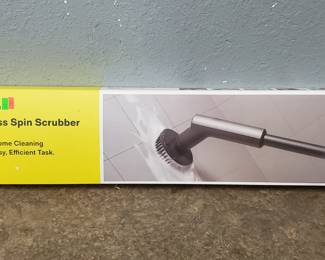 ss Spin Scrubber
ome Cleaning
sy, Efficient Task.